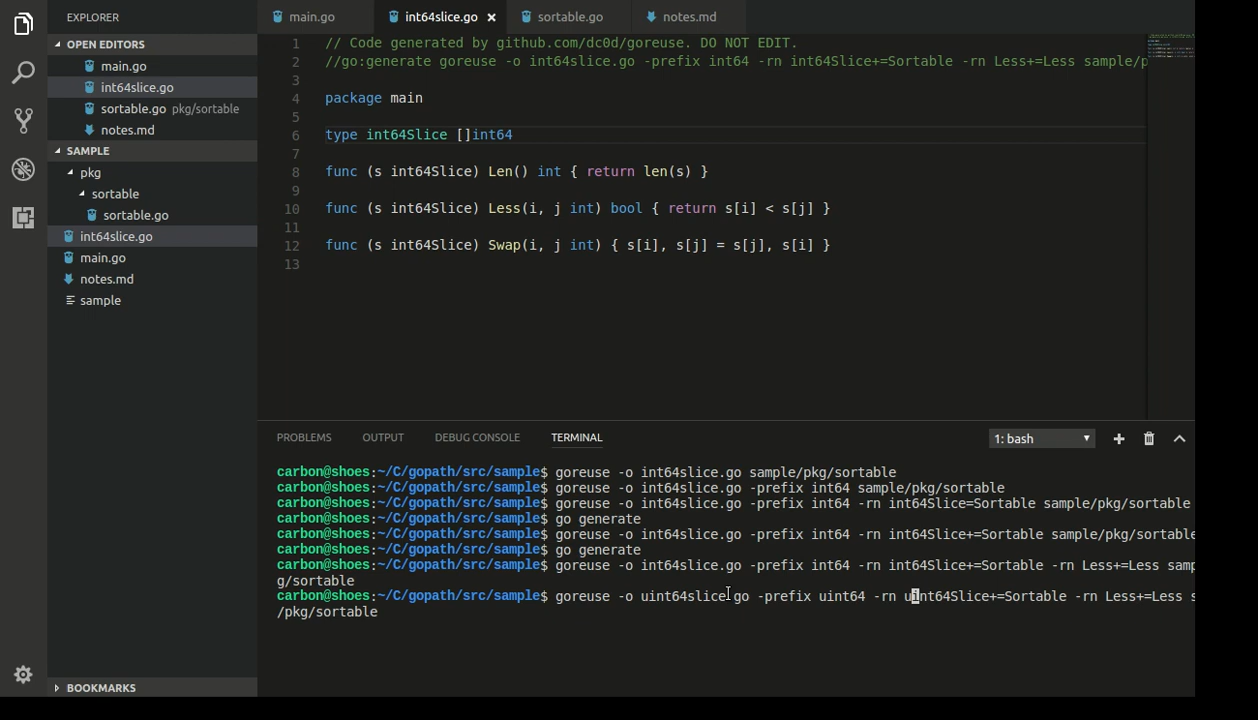 EXPLORER
OPEN EDITORS
main.go
int64slice.go
sortable.go pkg/sortable
notes.md
SAMPLE
pkg
sortable
sortable.go
int64slice.go
main.go
notes.md
sample
BOOKMARKS
main.go int64slice.go sortable.go notes.md
1 // Code generated by github.com/dc0d/goreuse. DO NOT EDIT.
2 //go:generate goreuse -o int64slice.go -prefix int64 -rn int64Slice+=Sortable -rn Less+=Less sample/p
3
4 package main
5
6 type int64Slice []int64
7
8 func (s int64Slice) Len() int { return len(s) }
9
10 func (s int64Slice) Less(i, j int) bool { return s[i] < s[j] }
11
12 func (s int64Slice) Swap(i, j int) { s[i], s[j] = s[j], s[i] }
13
PROBLEMS OUTPUT DEBUG CONSOLE TERMINAL 1: bash
carbon@shoes:~/C/gopath/src/sample$ goreuse -o int64slice.go sample/pkg/sortable
carbon@shoes:~/C/gopath/src/sample$ goreuse -o int64slice.go -prefix int64 sample/pkg/sortable
carbon@shoes:~/C/gopath/src/sample$ goreuse -o int64slice.go -prefix int64 -rn int64Slice=Sortable sample/pkg/sortable
carbon@shoes:~/C/gopath/src/sample$ go generate
carbon@shoes:~/C/gopath/src/sample$ goreuse -o int64slice.go -prefix int64 -rn int64Slice+=Sortable sample/pkg/sortable
carbon@shoes:~/C/gopath/src/sample$ go generate
carbon@shoes:~/C/gopath/src/sample$ goreuse -o int64slice.go -prefix int64 -rn int64Slice+=Sortable -rn Less+=Less samp
g/sortable
carbon@shoes:~/C/gopath/src/sample$ goreuse -o uint64slice.go -prefix uint64 -rn uint64Slice+=Sortable -rn Less+=Less s
/pkg/sortable